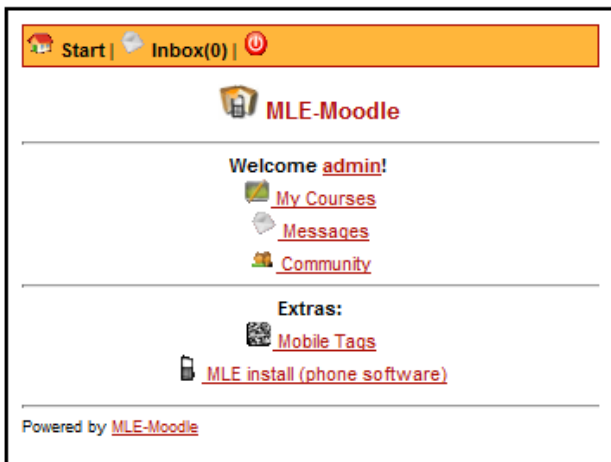 Start | Inbox(0) |
MLE-Moodle
Welcome admin!
My Courses
Messages
Community
Extras:
Mobile Tags
MLE install (phone software)
Powered by MLE-Moodle